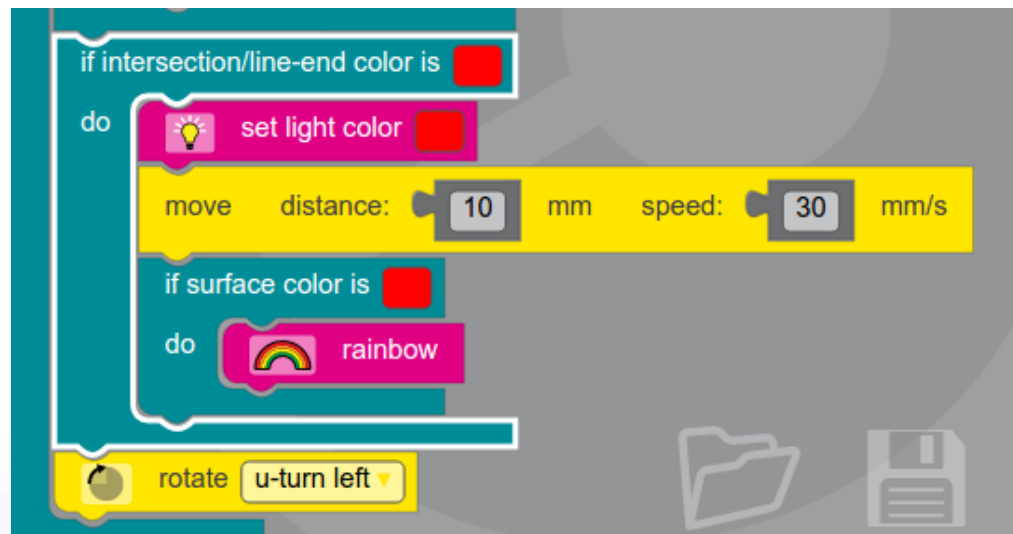 if intersection/line-end color is
do
set light color
move distance: 10 mm speed: 30 mm/s
if surface color is
do
rainbow
rotate u-turn left